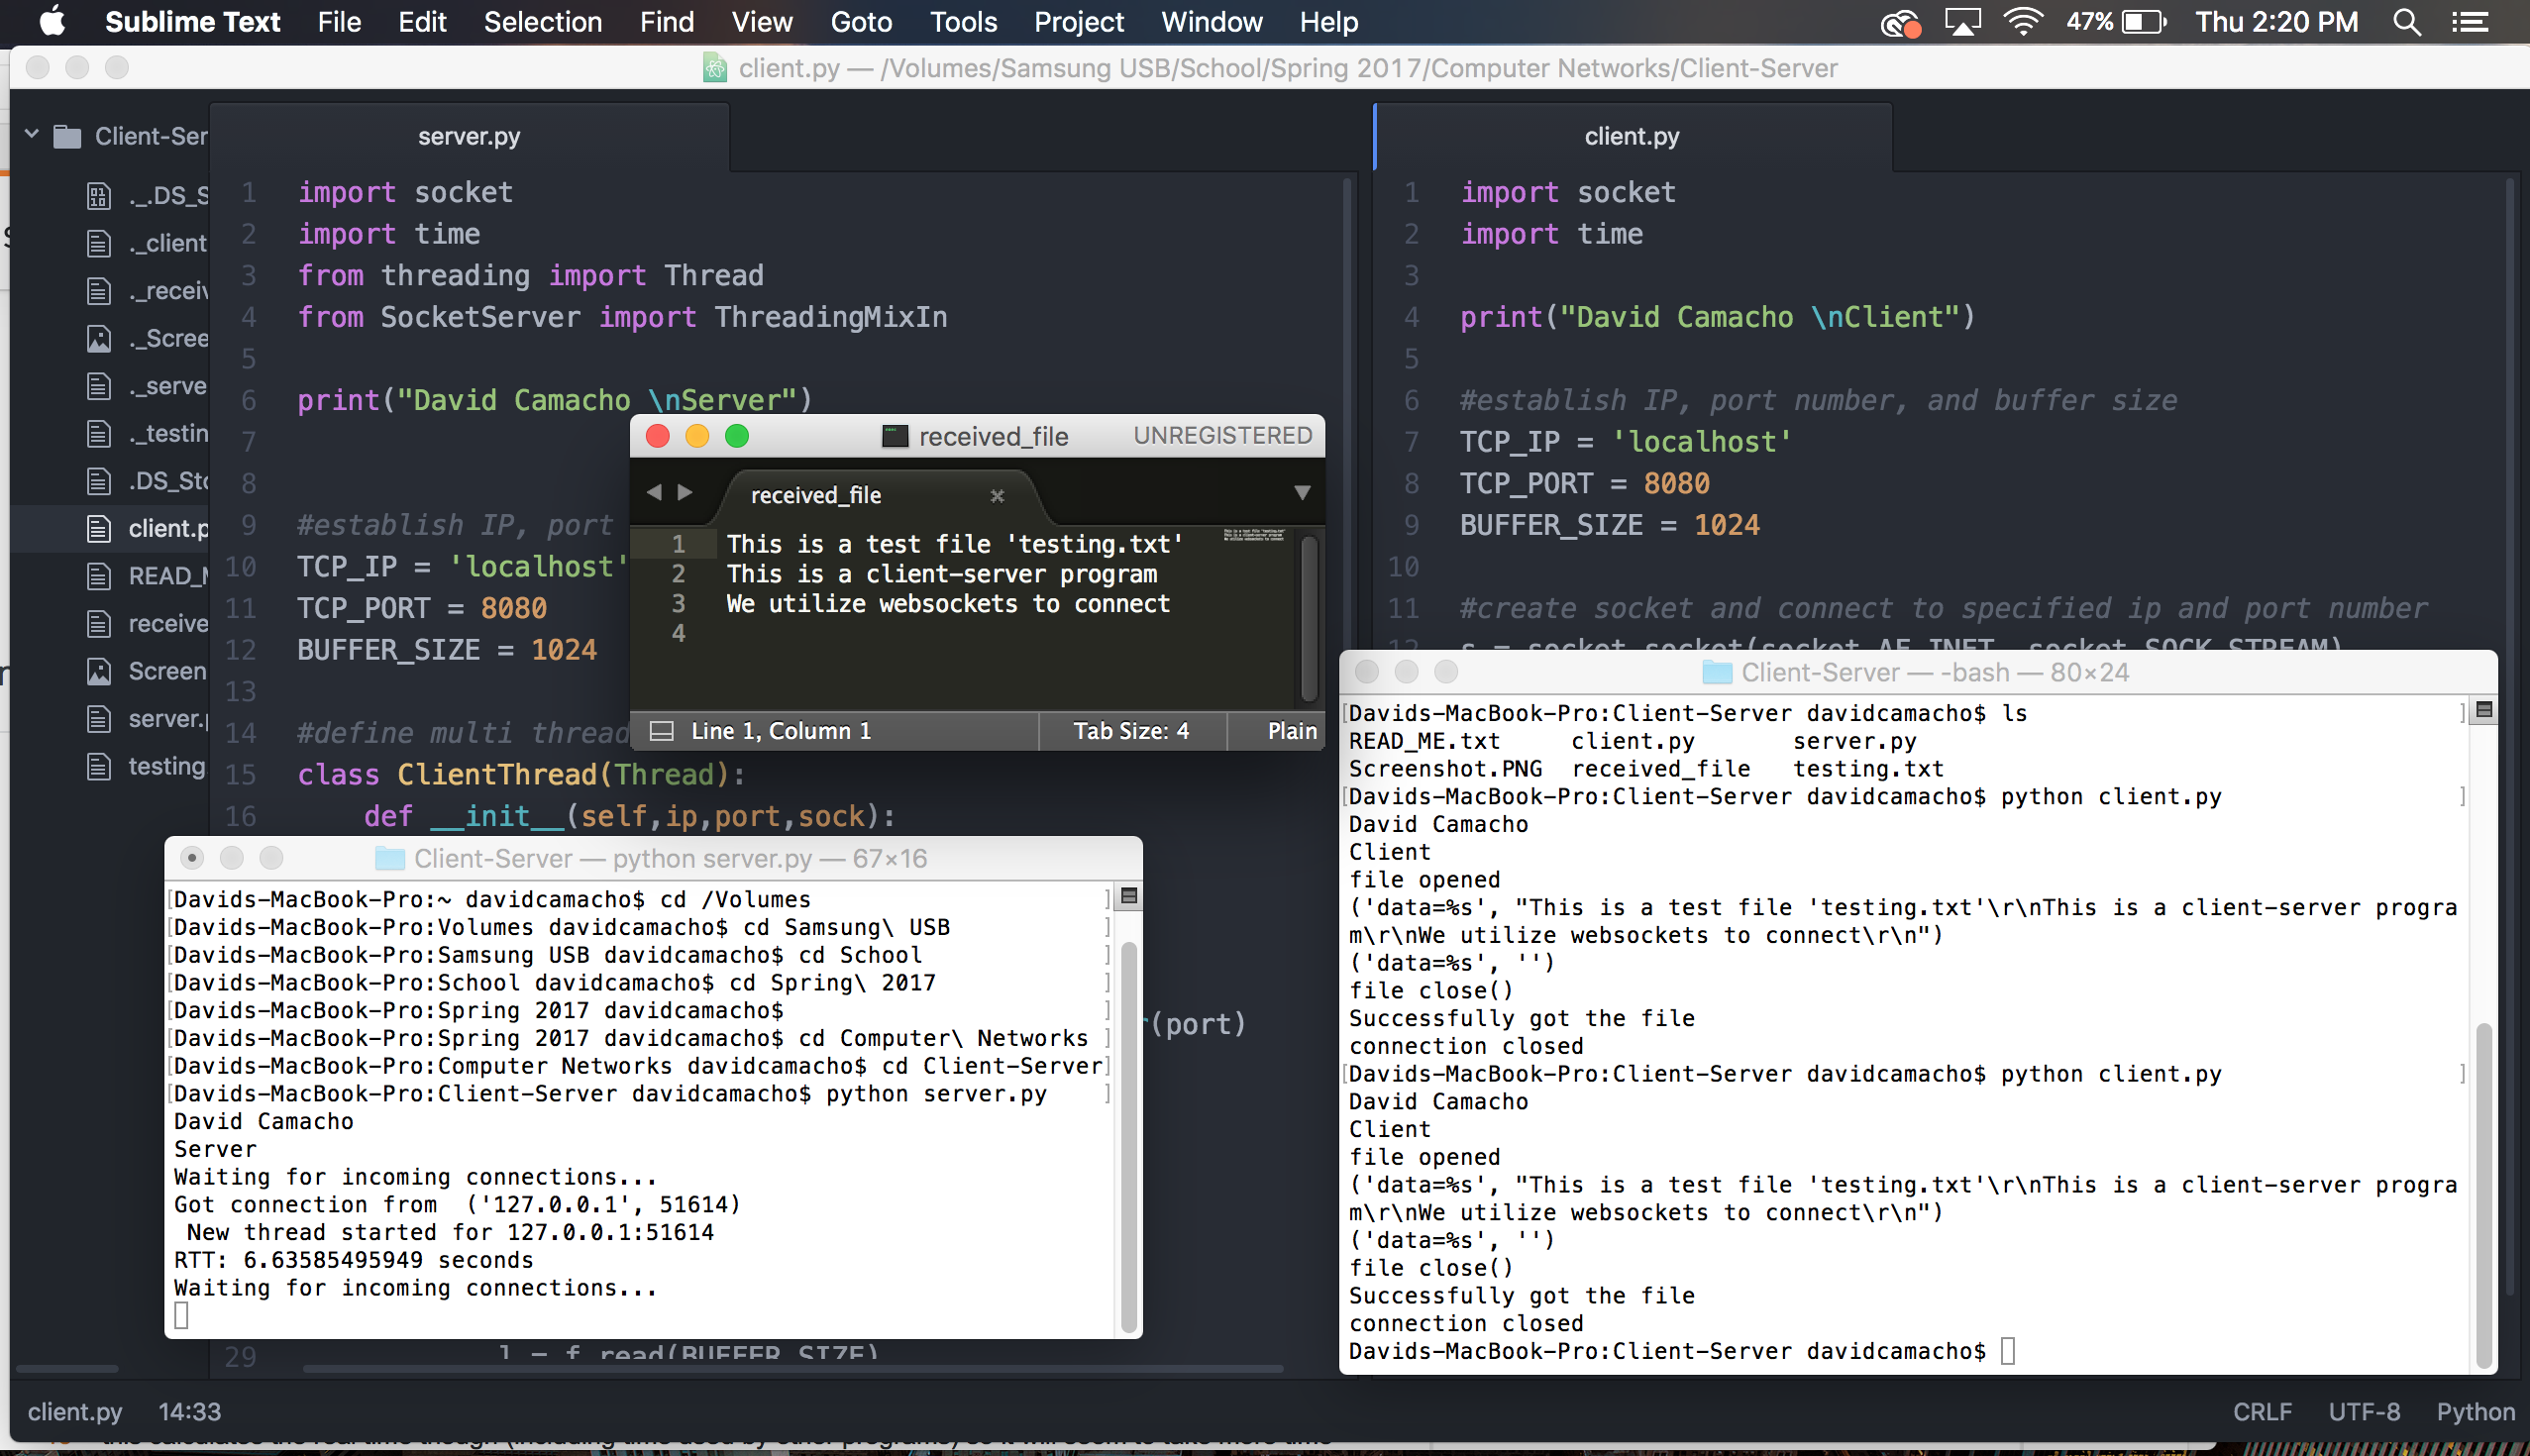 Sublime Text File Edit Selection Find View Goto Tools Project Window Help 47% Thu 2:20 PM
client.py — /Volumes/Samsung USB/School/Spring 2017/Computer Networks/Client-Server
Client-Ser
._.DS_S
._client
._receiv
._Scree
._serve
._testin
.DS_Sto
client.p
READ_M
receive
Screen
server.p
testing
server.py
1 import socket
2 import time
3 from threading import Thread
4 from SocketServer import ThreadingMixIn
5
6 print("David Camacho \nServer")
7
8
9 #establish IP, port
10 TCP_IP = 'localhost'
11 TCP_PORT = 8080
12 BUFFER_SIZE = 1024
13
14 #define multi thread
15 class ClientThread(Thread):
16 def __init__(self,ip,port,sock):
(port)
29 l = f.read(BUFFER_SIZE)
client.py
1 import socket
2 import time
3
4 print("David Camacho \nClient")
5
6 #establish IP, port number, and buffer size
7 TCP_IP = 'localhost'
8 TCP_PORT = 8080
9 BUFFER_SIZE = 1024
10
11 #create socket and connect to specified ip and port number
12 s = socket.socket(socket.AF_INET, socket.SOCK_STREAM)
received_file UNREGISTERED
received_file
1 This is a test file 'testing.txt'
2 This is a client-server program
3 We utilize websockets to connect
4
Line 1, Column 1 Tab Size: 4 Plain
Client-Server — python server.py — 67×16
[Davids-MacBook-Pro:~ davidcamacho$ cd /Volumes ]
[Davids-MacBook-Pro:Volumes davidcamacho$ cd Samsung\ USB ]
[Davids-MacBook-Pro:Samsung USB davidcamacho$ cd School ]
[Davids-MacBook-Pro:School davidcamacho$ cd Spring\ 2017 ]
[Davids-MacBook-Pro:Spring 2017 davidcamacho$ ]
[Davids-MacBook-Pro:Spring 2017 davidcamacho$ cd Computer\ Networks ]
[Davids-MacBook-Pro:Computer Networks davidcamacho$ cd Client-Server]
[Davids-MacBook-Pro:Client-Server davidcamacho$ python server.py ]
David Camacho
Server
Waiting for incoming connections...
Got connection from ('127.0.0.1', 51614)
New thread started for 127.0.0.1:51614
RTT: 6.63585495949 seconds
Waiting for incoming connections...
Client-Server — -bash — 80×24
[Davids-MacBook-Pro:Client-Server davidcamacho$ ls ]
READ_ME.txt client.py server.py
Screenshot.PNG received_file testing.txt
[Davids-MacBook-Pro:Client-Server davidcamacho$ python client.py ]
David Camacho
Client
file opened
('data=%s', "This is a test file 'testing.txt'\r\nThis is a client-server progra
m\r\nWe utilize websockets to connect\r\n")
('data=%s', '')
file close()
Successfully got the file
connection closed
[Davids-MacBook-Pro:Client-Server davidcamacho$ python client.py ]
David Camacho
Client
file opened
('data=%s', "This is a test file 'testing.txt'\r\nThis is a client-server progra
m\r\nWe utilize websockets to connect\r\n")
('data=%s', '')
file close()
Successfully got the file
connection closed
Davids-MacBook-Pro:Client-Server davidcamacho$
client.py 14:33 CRLF UTF-8 Python